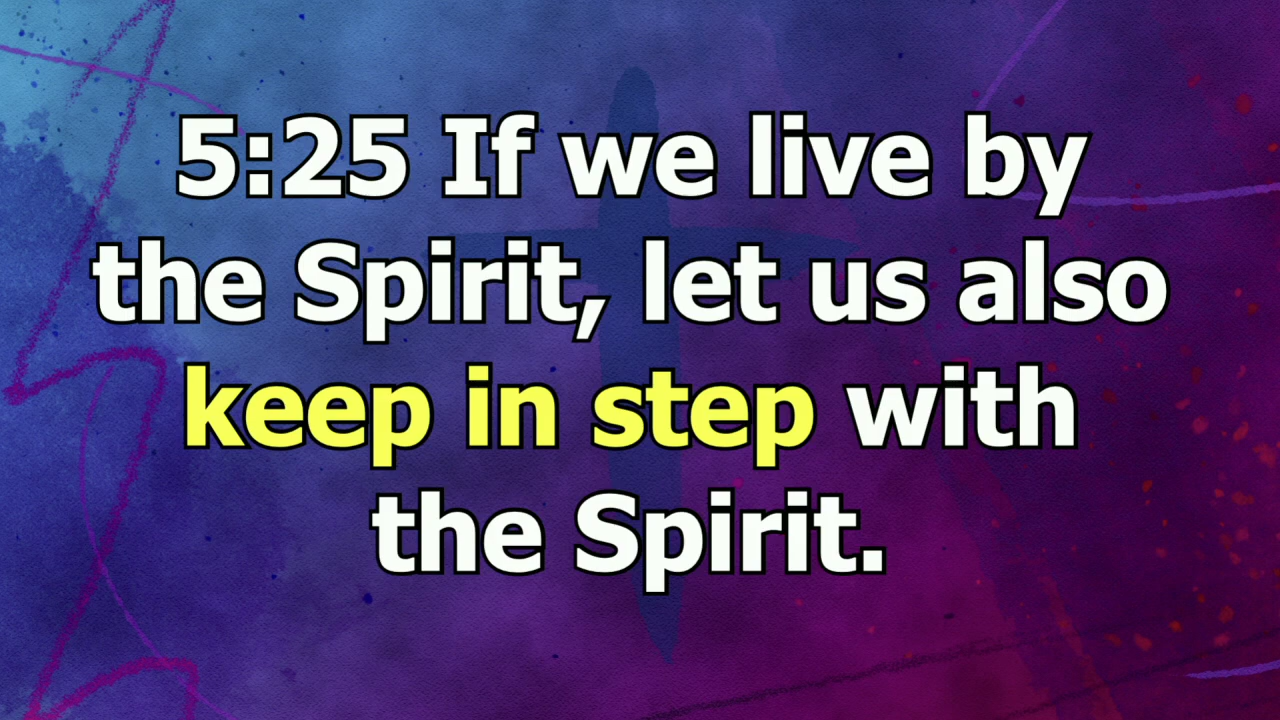 5:25 If we live by
the Spirit, let us also
keep in step with
the Spirit.